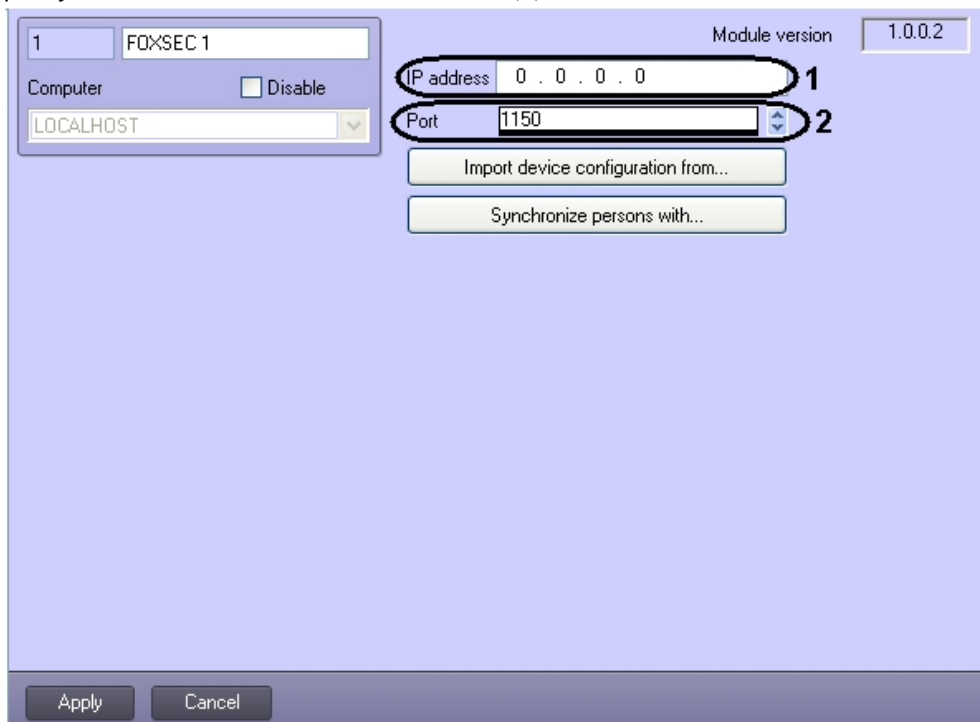 1 FOXSEC 1
Module version 1.0.0.2
Computer Disable
IP address 0 . 0 . 0 . 0 1
LOCALHOST
Port 1150 2
Import device configuration from...
Synchronize persons with...
Apply Cancel